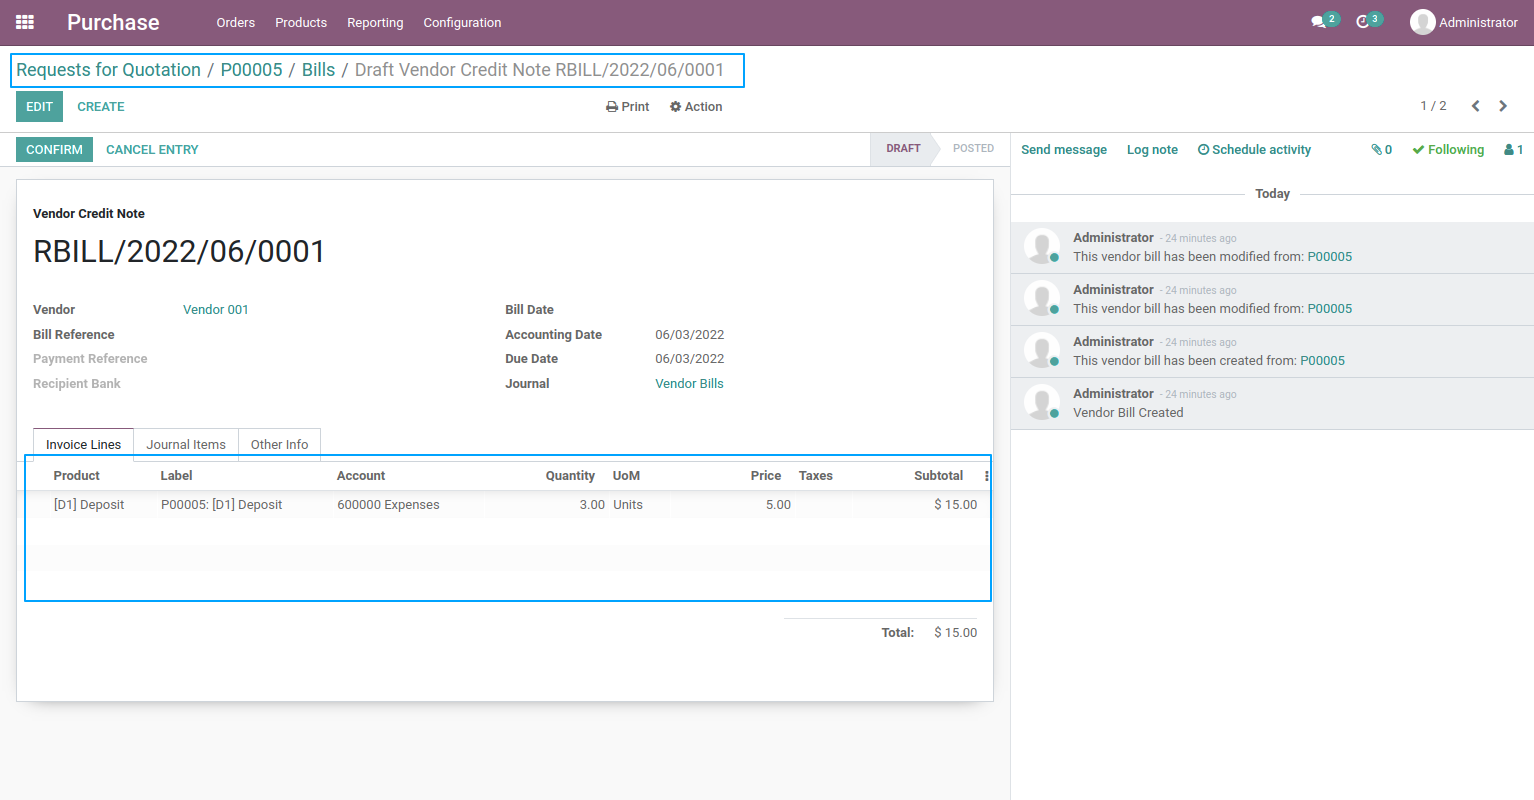 Purchase Orders Products Reporting Configuration 2 3 Administrator
Requests for Quotation / P00005 / Bills / Draft Vendor Credit Note RBILL/2022/06/0001
EDIT CREATE Print Action 1 / 2
CONFIRM CANCEL ENTRY DRAFT POSTED
Send message Log note Schedule activity 0 Following 1
Vendor Credit Note
RBILL/2022/06/0001
Vendor Vendor 001
Bill Reference
Payment Reference
Recipient Bank
Bill Date
Accounting Date 06/03/2022
Due Date 06/03/2022
Journal Vendor Bills
Invoice Lines Journal Items Other Info
Product Label Account Quantity UoM Price Taxes Subtotal
[D1] Deposit P00005: [D1] Deposit 600000 Expenses 3.00 Units 5.00 $ 15.00
Total: $ 15.00
Today
Administrator - 24 minutes ago
This vendor bill has been modified from: P00005
Administrator - 24 minutes ago
This vendor bill has been modified from: P00005
Administrator - 24 minutes ago
This vendor bill has been created from: P00005
Administrator - 24 minutes ago
Vendor Bill Created